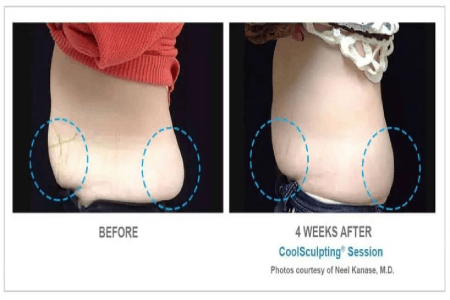 BEFORE
4 WEEKS AFTER
CoolSculpting® Session
Photos courtesy of Neel Kanase, M.D.